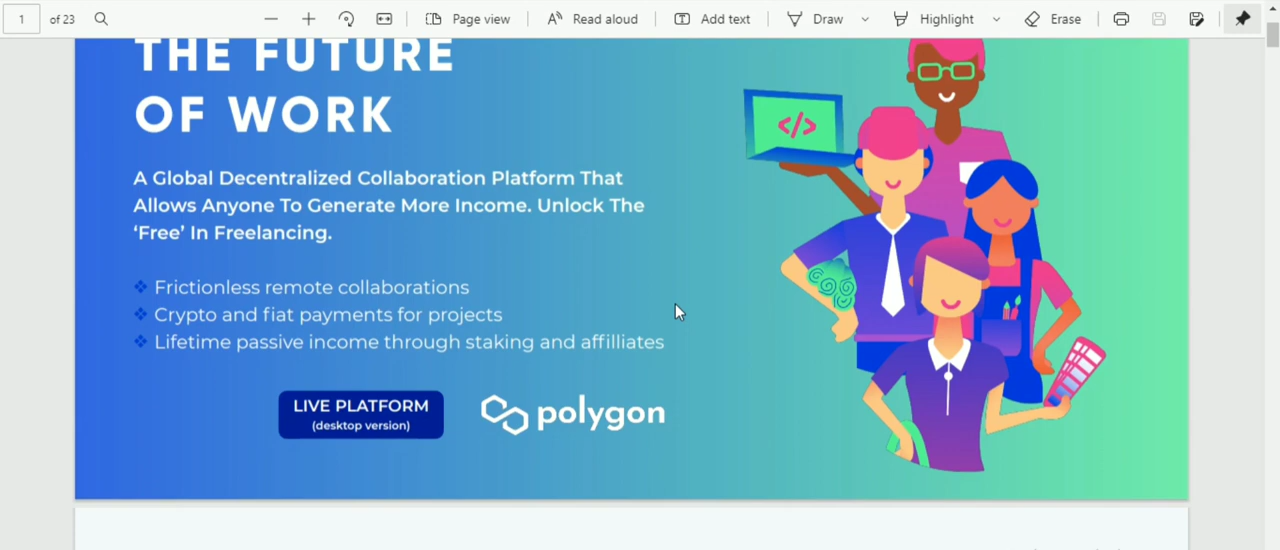 1 of 23 Page view Read aloud Add text Draw Highlight Erase
THE FUTURE
OF WORK
</>
A Global Decentralized Collaboration Platform That
Allows Anyone To Generate More Income. Unlock The
‘Free’ In Freelancing.
❖ Frictionless remote collaborations
❖ Crypto and fiat payments for projects
❖ Lifetime passive income through staking and affilliates
LIVE PLATFORM
(desktop version)
polygon